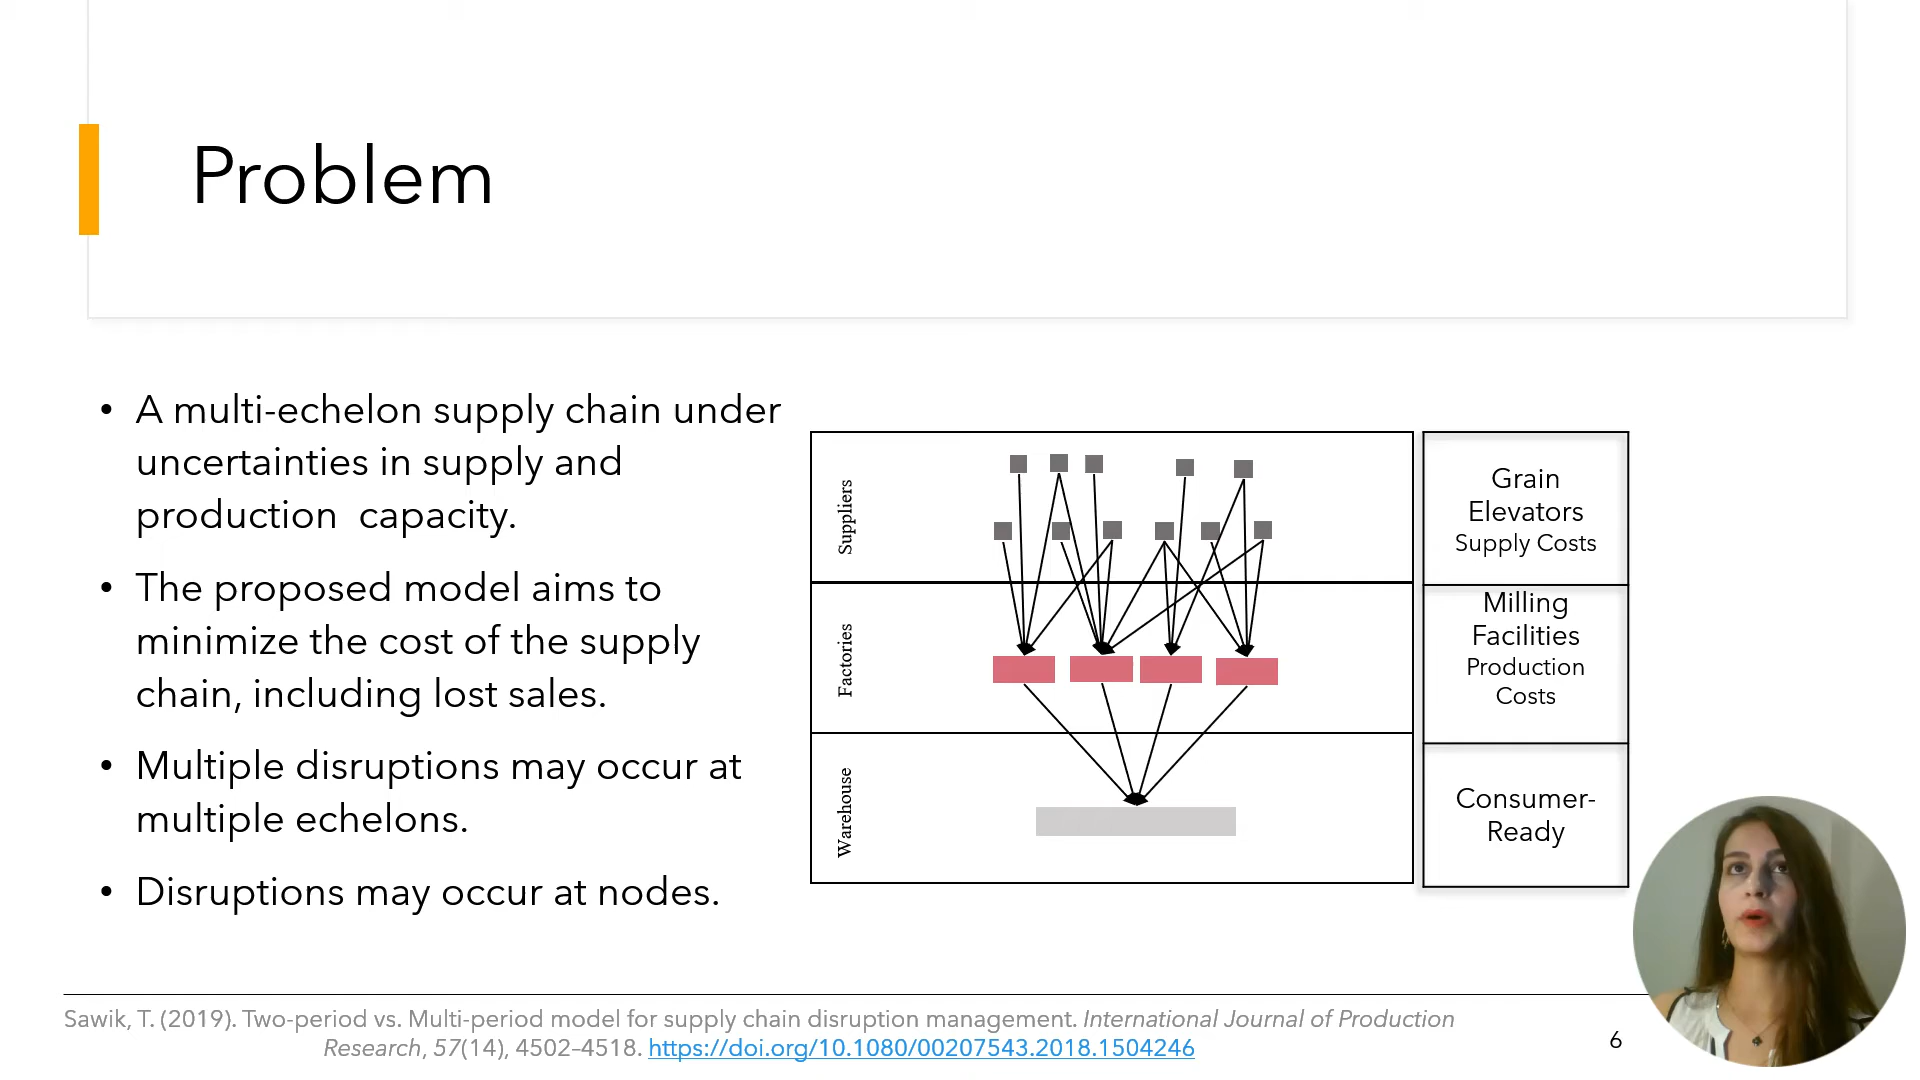 Problem
• A multi-echelon supply chain under
uncertainties in supply and
production capacity.
• The proposed model aims to
minimize the cost of the supply
chain, including lost sales.
• Multiple disruptions may occur at
multiple echelons.
• Disruptions may occur at nodes.
Suppliers
Factories
Warehouse
Grain
Elevators
Supply Costs
Milling
Facilities
Production
Costs
Consumer-
Ready
Sawik, T. (2019). Two-period vs. Multi-period model for supply chain disruption management. International Journal of Production
Research, 57(14), 4502–4518. https://doi.org/10.1080/00207543.2018.1504246
6